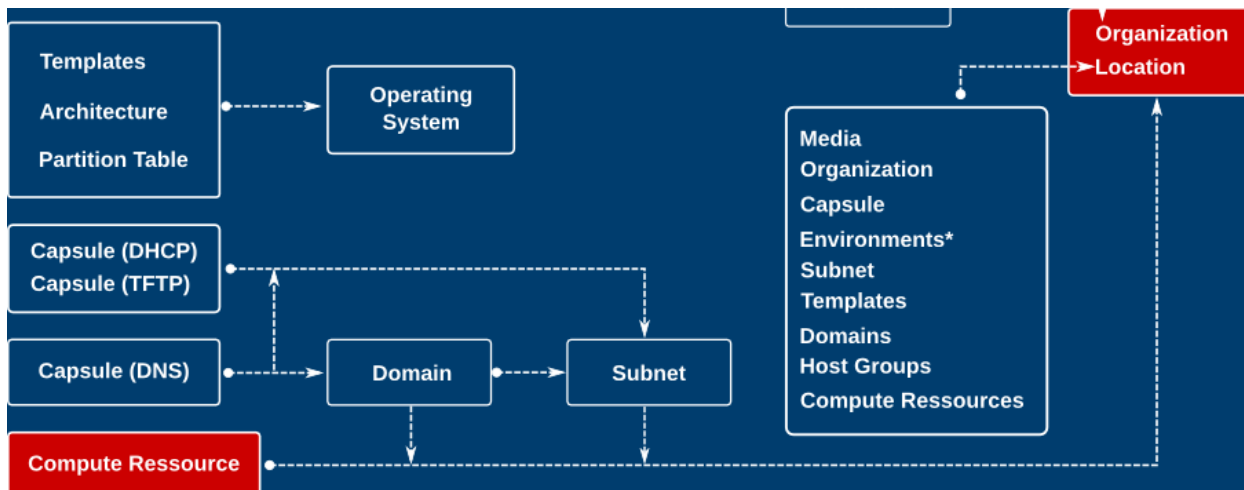 Templates
Architecture
Partition Table
Operating
System
Capsule (DHCP)
Capsule (TFTP)
Capsule (DNS)
Domain
Subnet
Compute Ressource
Media
Organization
Capsule
Environments*
Subnet
Templates
Domains
Host Groups
Compute Ressources
Organization
Location